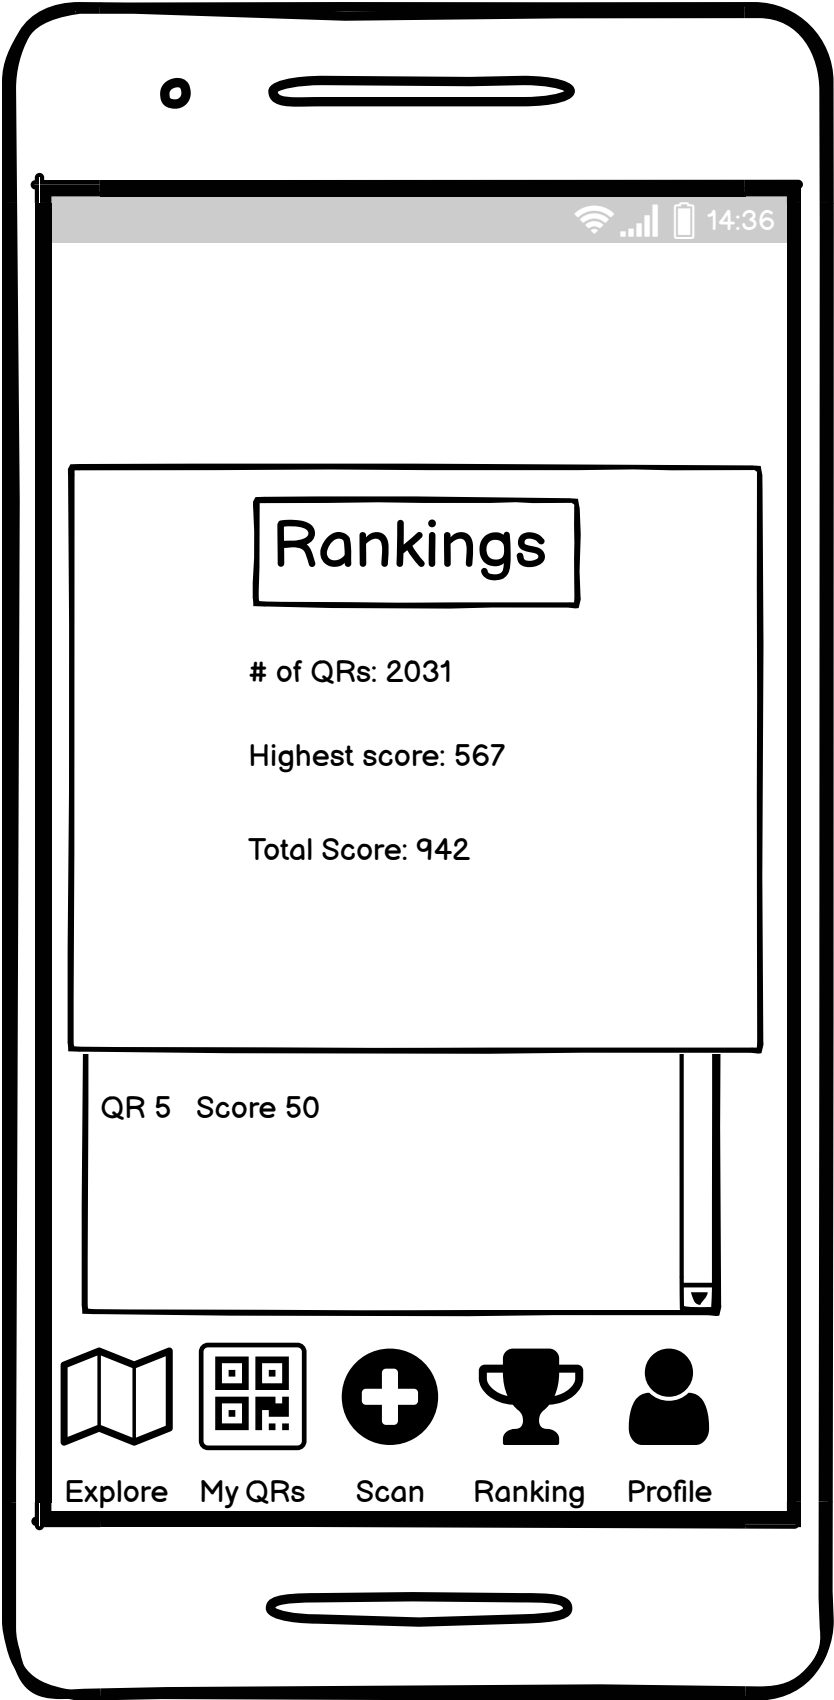 14:36
Rankings
# of QRs: 2031
Highest score: 567
Total Score: 942
QR 5 Score 50
Explore My QRs Scan Ranking Profile